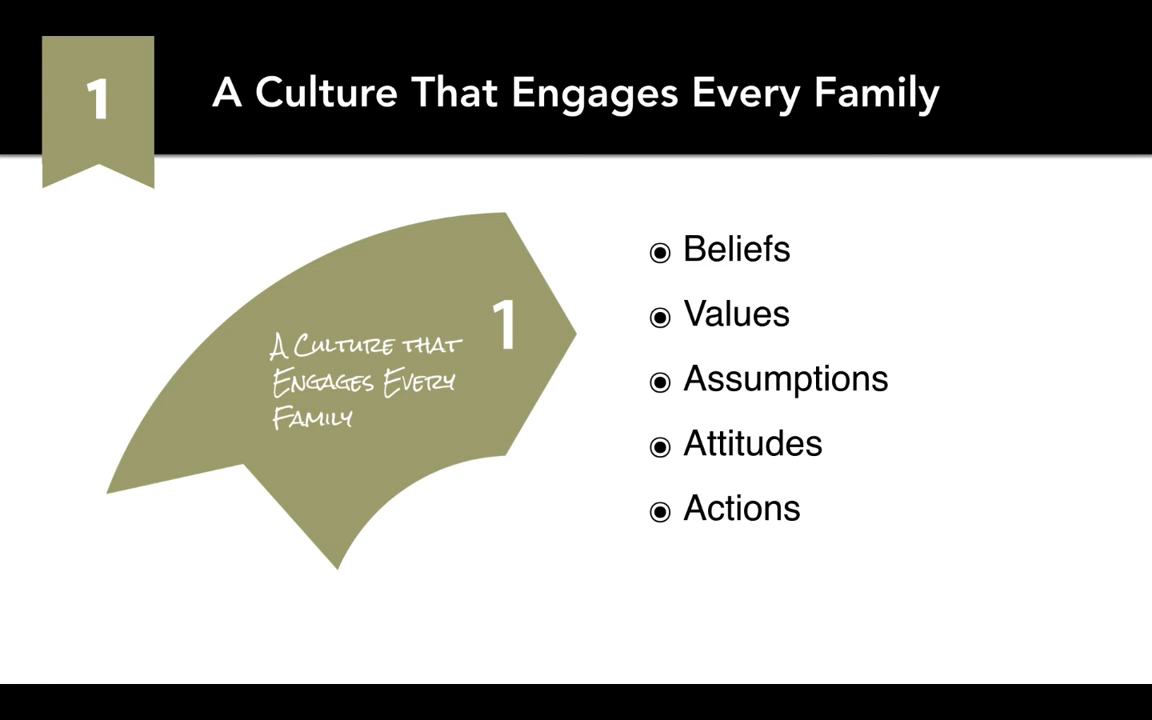 1
A Culture That Engages Every Family
A Culture that
Engages Every
Family
1
Beliefs
Values
Assumptions
Attitudes
Actions